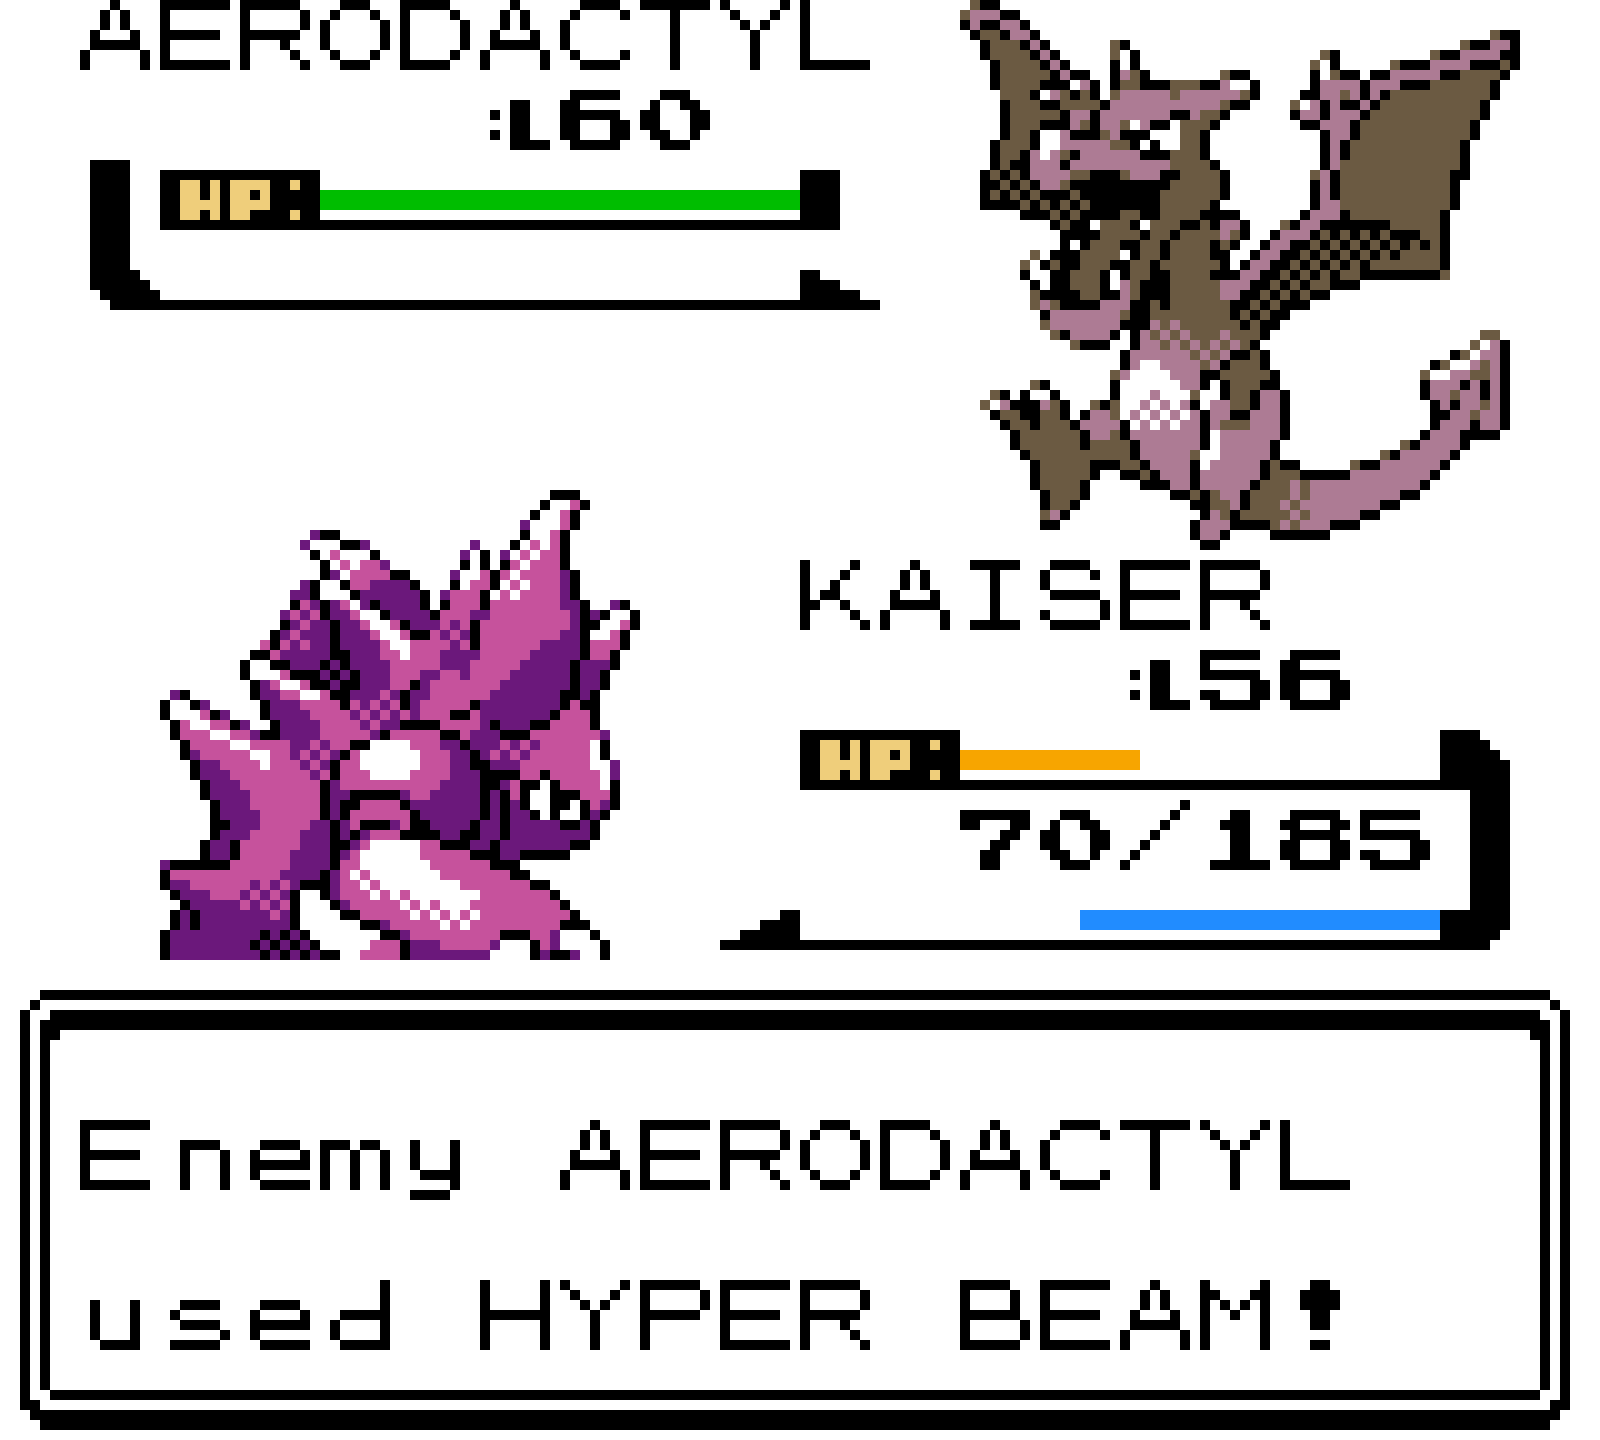 AERODACTYL
:L60
HP:
KAISER
:L56
HP:
70/185
Enemy AERODACTYL
used HYPER BEAM!